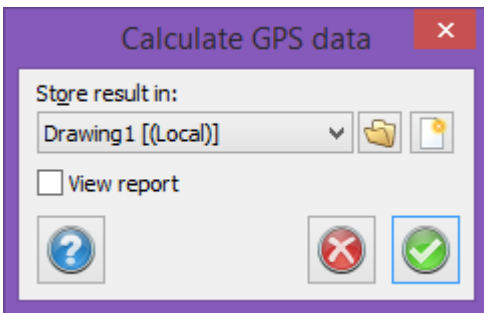 Calculate GPS data
Store result in:
Drawing1 [(Local)]
View report